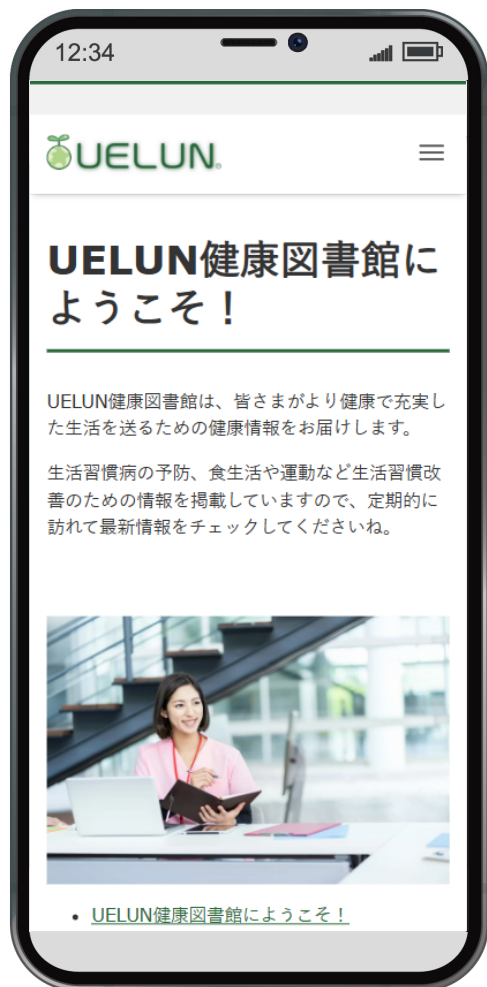 12:34
UELUN®
UELUN健康図書館に
ようこそ！
UELUN健康図書館は、皆さまがより健康で充実し
た生活を送るための健康情報をお届けします。
生活習慣病の予防、食生活や運動など生活習慣改
善のための情報を掲載していますので、定期的に
訪れて最新情報をチェックしてくださいね。
• UELUN健康図書館にようこそ！